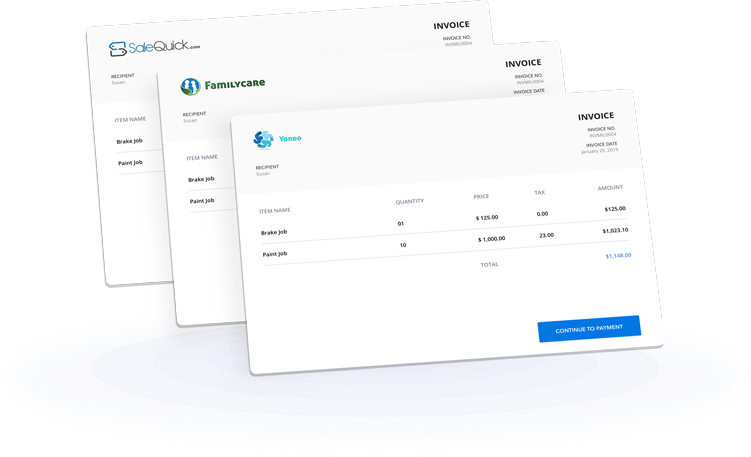 SaleQuick.com
INVOICE
INVOICE NO.
INVMIL0004
RECIPIENT
Susan
ITEM NAME
Brake Job
Paint Job
FAMILYCARE
INVOICE
INVOICE NO.
INVMIL0004
INVOICE DATE
RECIPIENT
Susan
ITEM NAME
Brake Job
Paint Job
Yondo
INVOICE
INVOICE NO.
INVMIL0004
INVOICE DATE
January 25, 2019
RECIPIENT
Susan
ITEM NAME QUANTITY PRICE TAX AMOUNT
Brake Job 01 $ 125.00 0.00 $125.00
Paint Job 10 $ 1,000.00 23.00 $1,023.10
TOTAL $1,148.00
CONTINUE TO PAYMENT